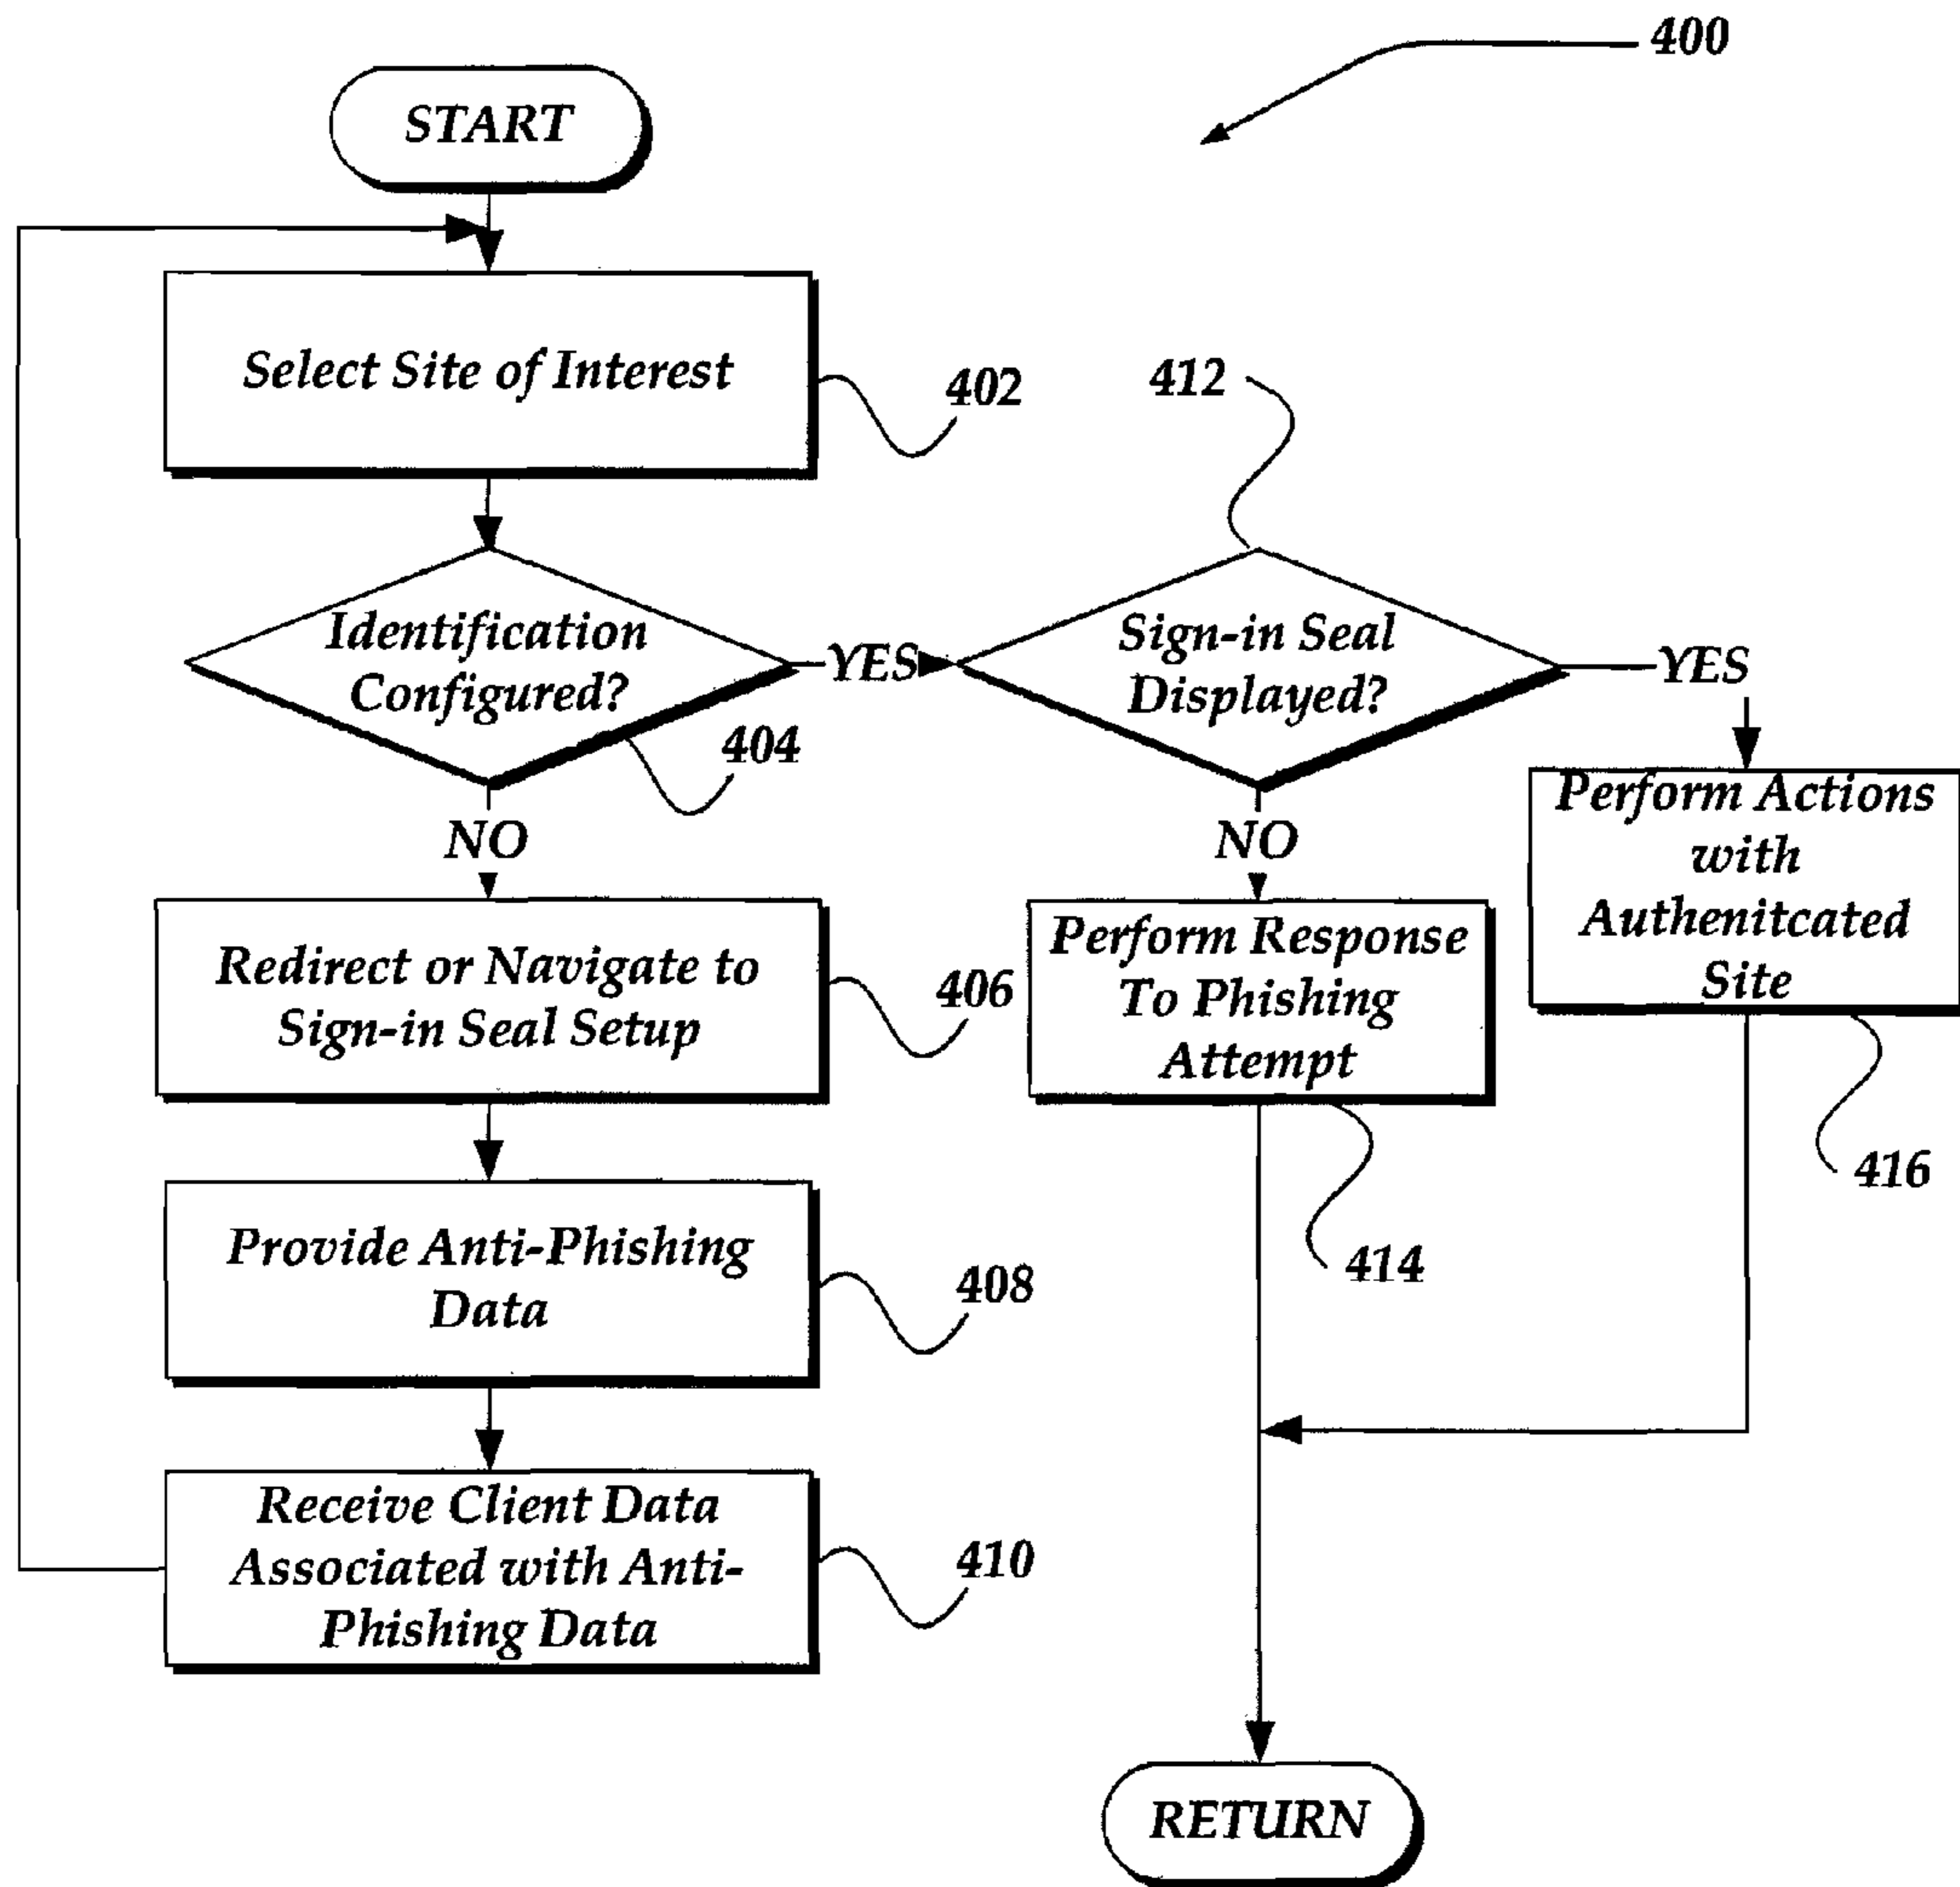 400
START
Select Site of Interest
402
412
Identification
Configured?
404
YES
Sign-in Seal
Displayed?
YES
NO
NO
Perform Actions
with
Authenitcated
Site
416
Redirect or Navigate to
Sign-in Seal Setup
406
Perform Response
To Phishing
Attempt
414
Provide Anti-Phishing
Data
408
Receive Client Data
Associated with Anti-
Phishing Data
410
RETURN